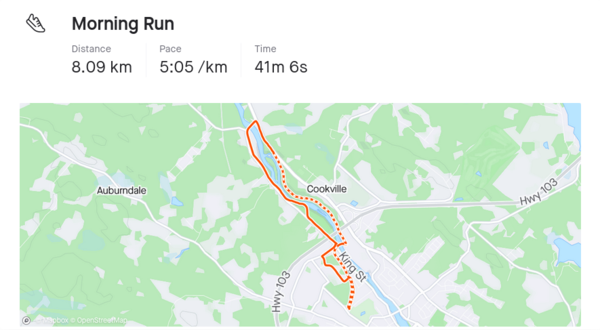 Morning Run
Distance Pace Time
8.09 km 5:05 /km 41m 6s
Auburndale
Cookville
Hwy 103
King St
Hwy 103
© Mapbox © OpenStreetMap